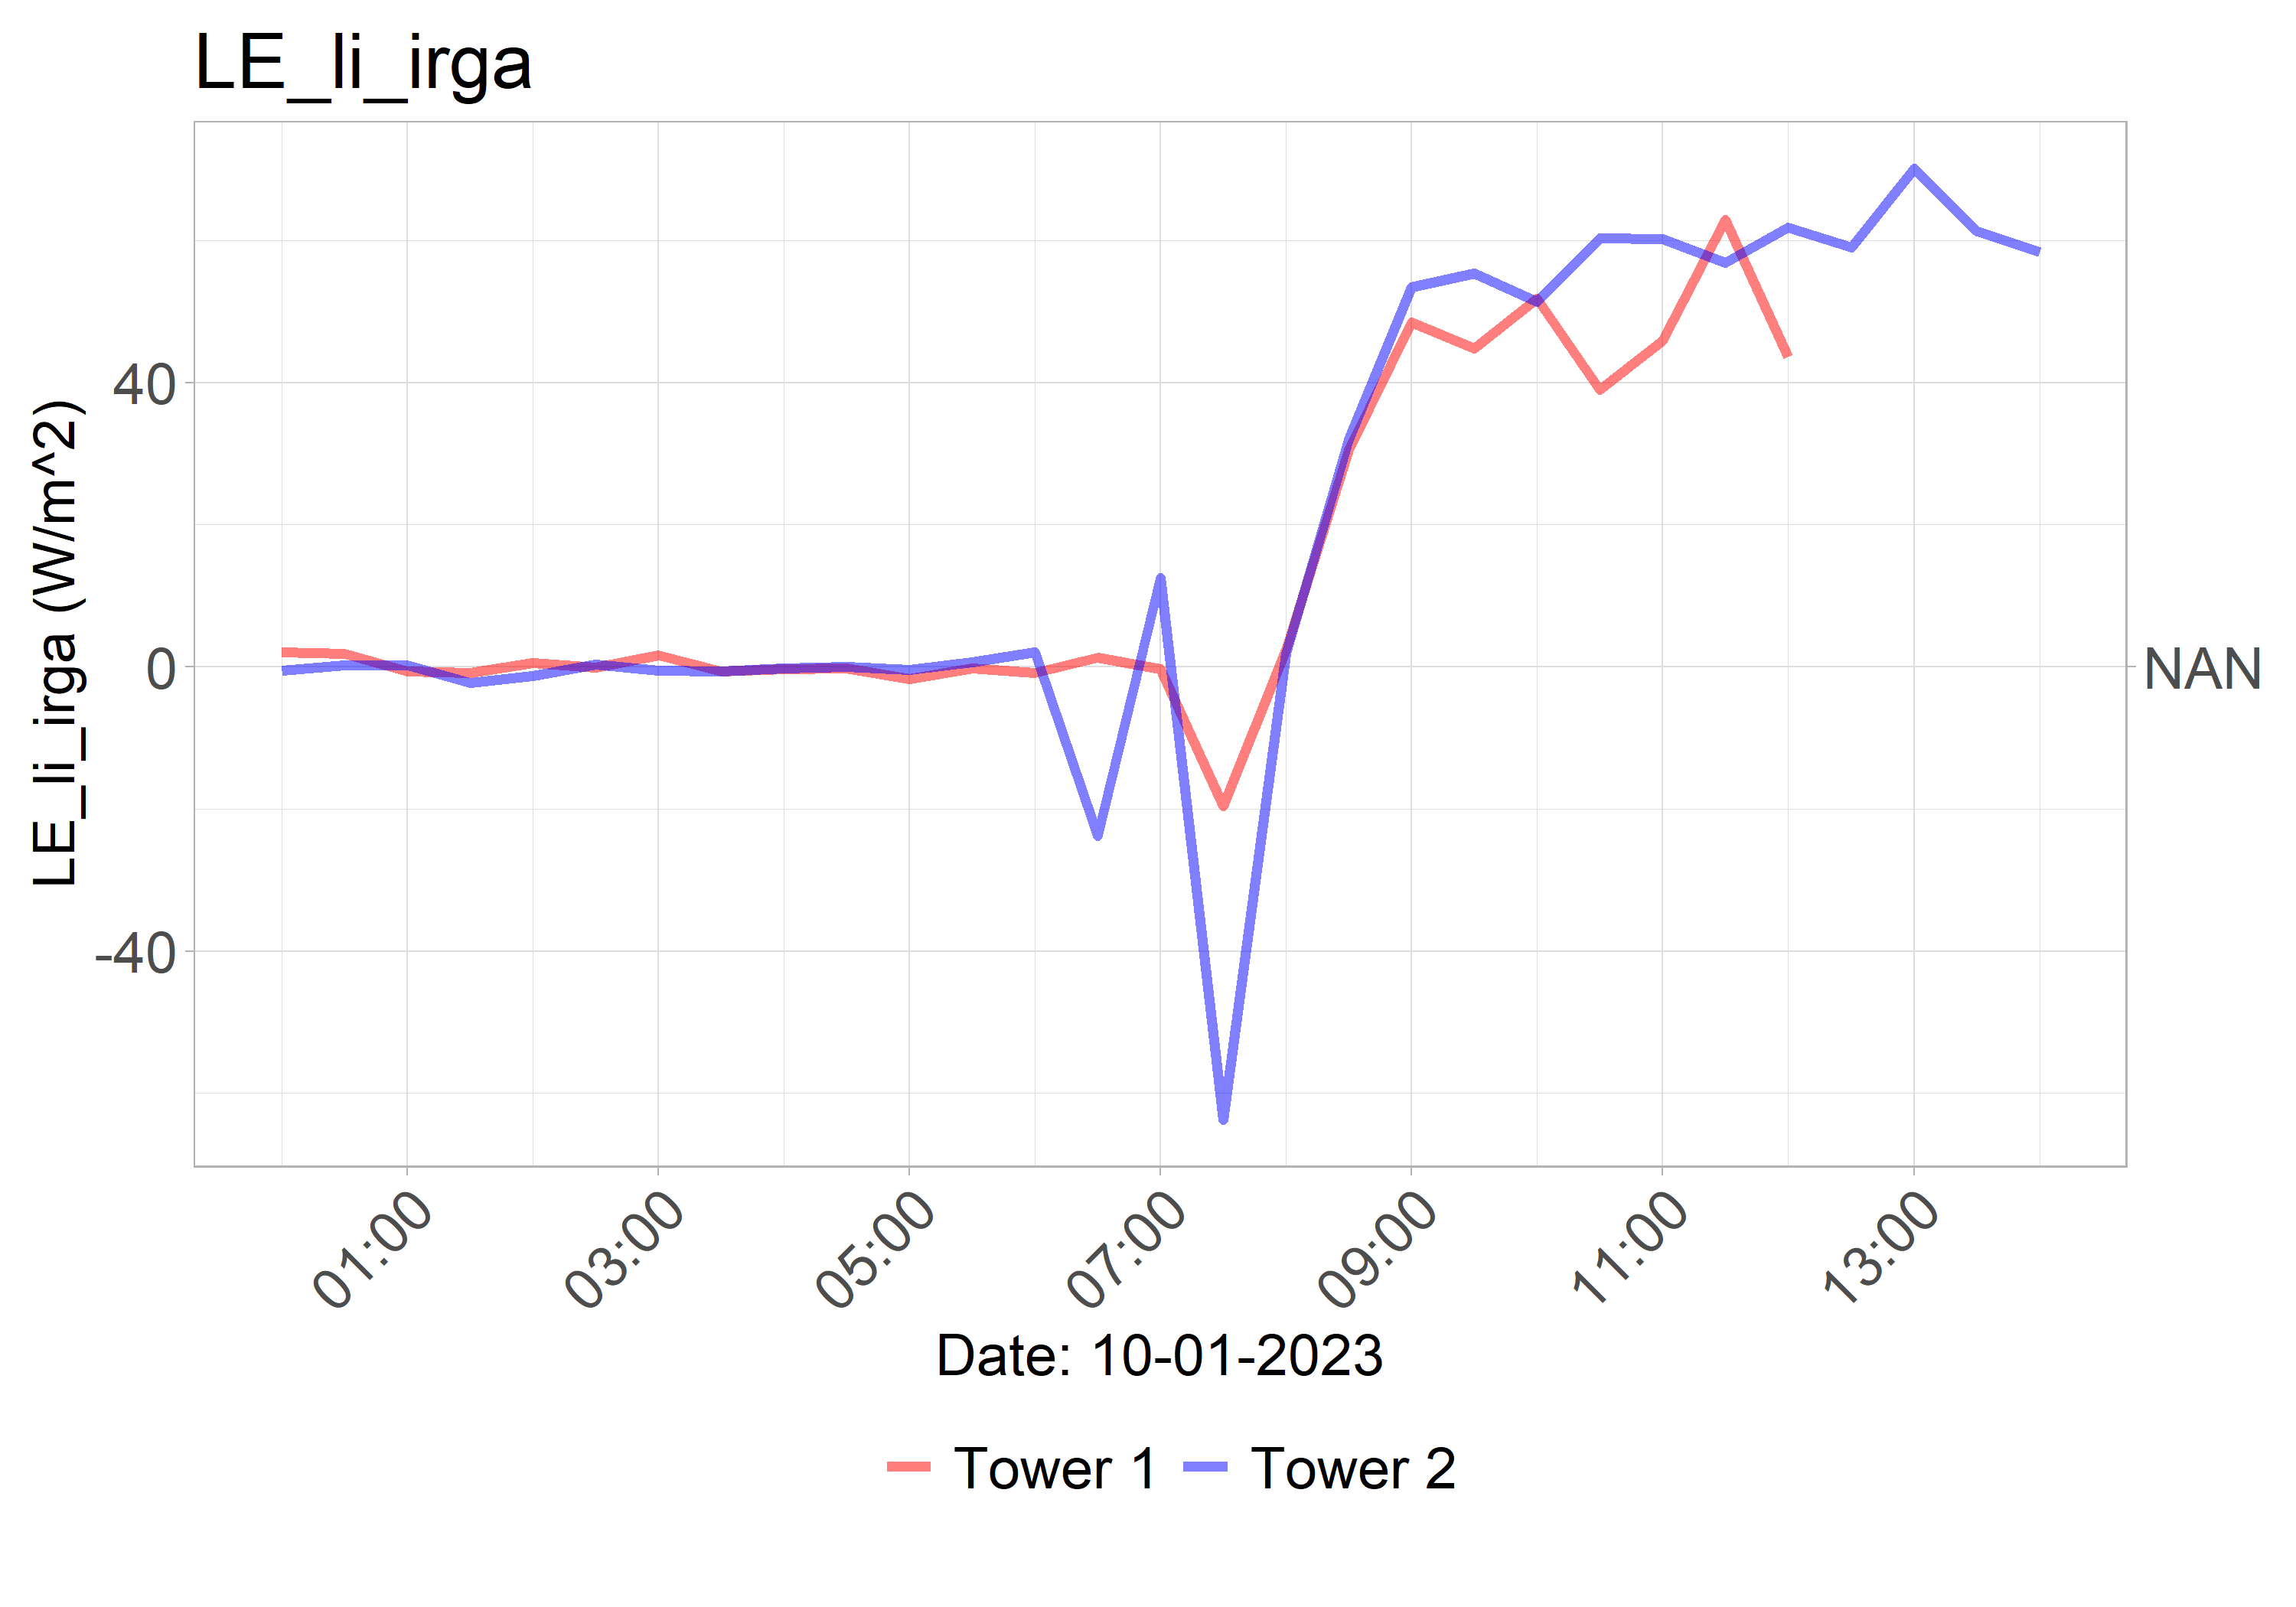 LE_li_irga
LE_li_irga (W/m^2)
40
0
-40
NAN
01:00
03:00
05:00
07:00
09:00
11:00
13:00
Date: 10-01-2023
Tower 1
Tower 2